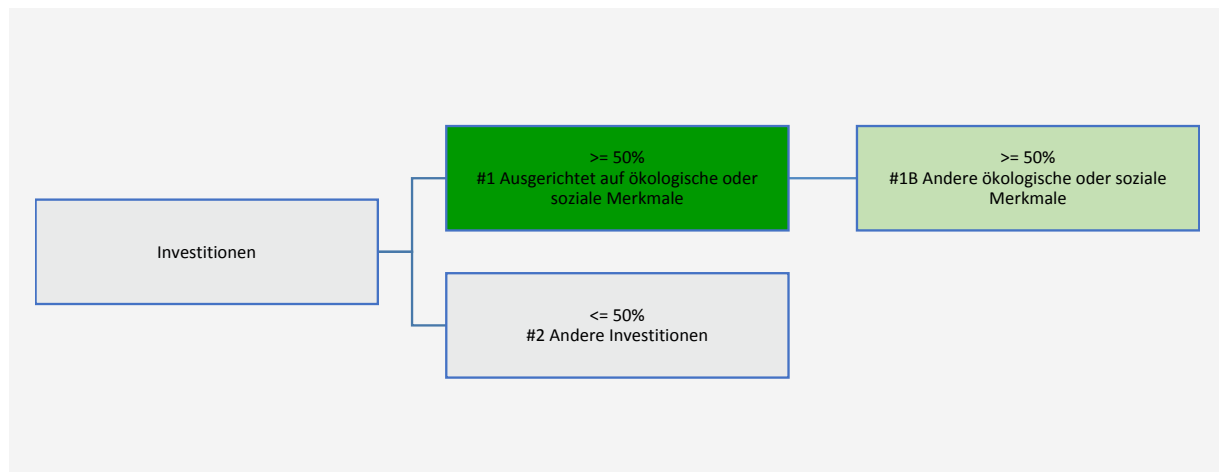 Investitionen
>= 50%
#1 Ausgerichtet auf ökologische oder
soziale Merkmale
>= 50%
#1B Andere ökologische oder soziale
Merkmale
<= 50%
#2 Andere Investitionen